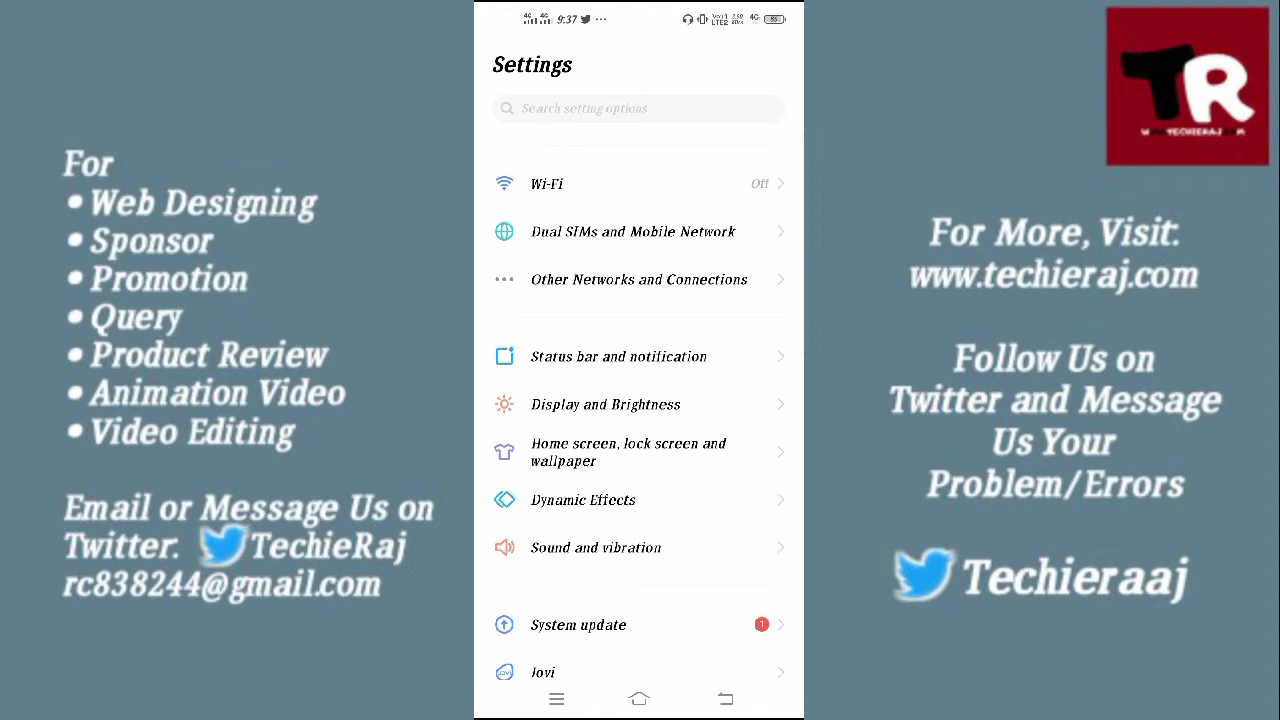 For
• Web Designing
• Sponsor
• Promotion
• Query
• Product Review
• Animation Video
• Video Editing
Email or Message Us on
Twitter. TechieRaj
rc838244@gmail.com
4G 4G 9:37 ...
4G 93
Settings
Search setting options
Wi-Fi Off
Dual SIMs and Mobile Network
Other Networks and Connections
Status bar and notification
Display and Brightness
Home screen, lock screen and
wallpaper
Dynamic Effects
Sound and vibration
System update 1
Jovi
TR
For More, Visit:
www.techieraj.com
Follow Us on
Twitter and Message
Us Your
Problem/Errors
Techieraaj